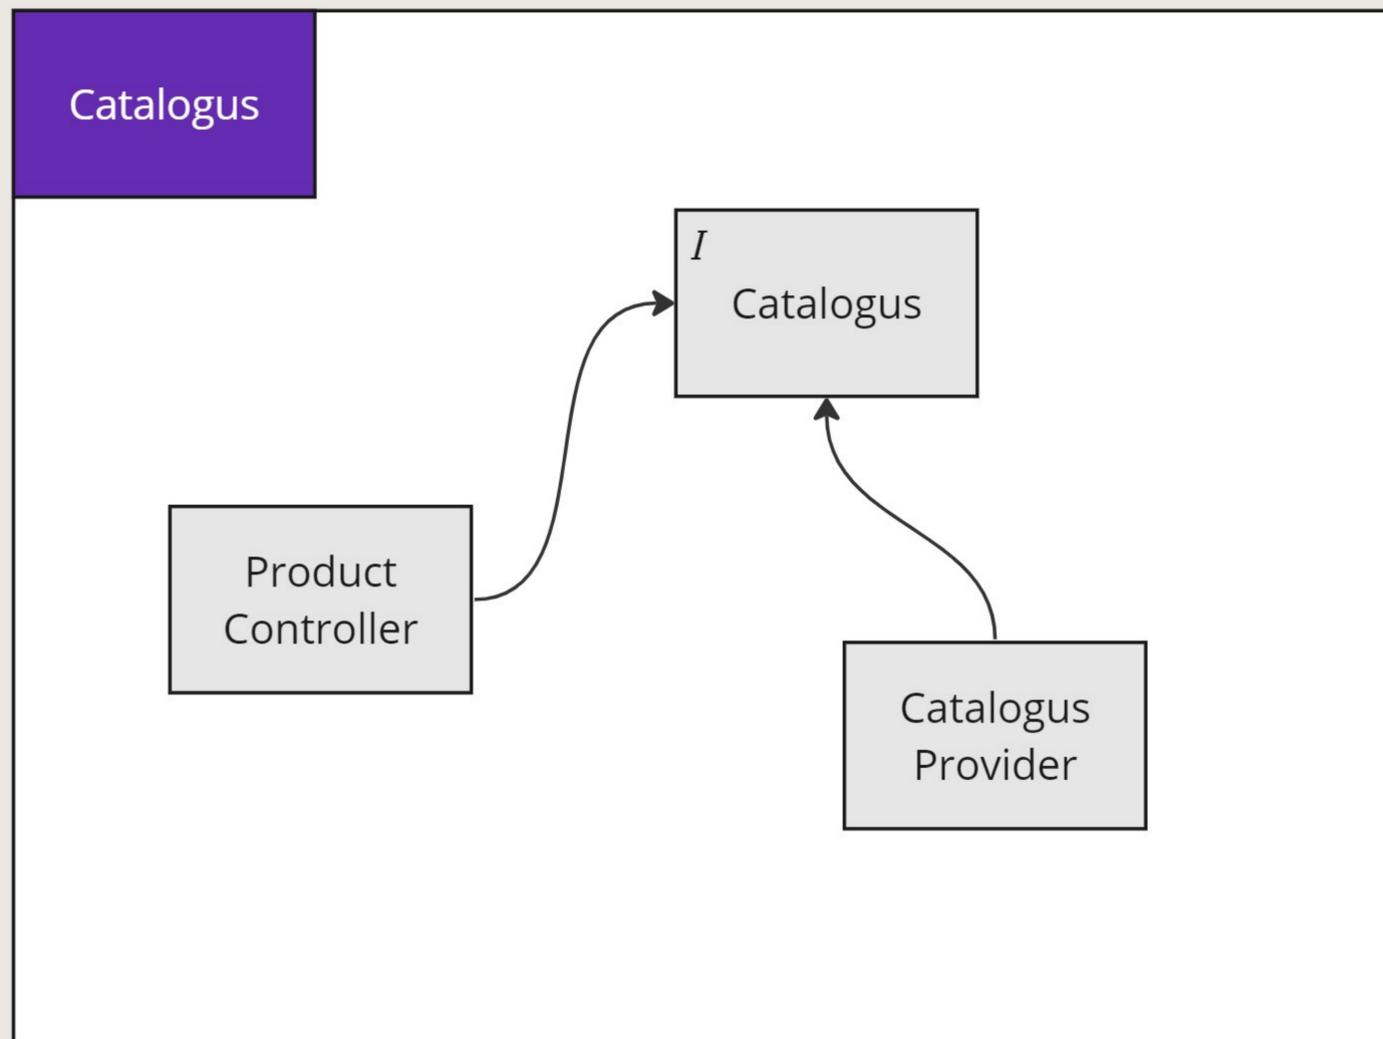 Catalogus
I
Catalogus
Product
Controller
Catalogus
Provider